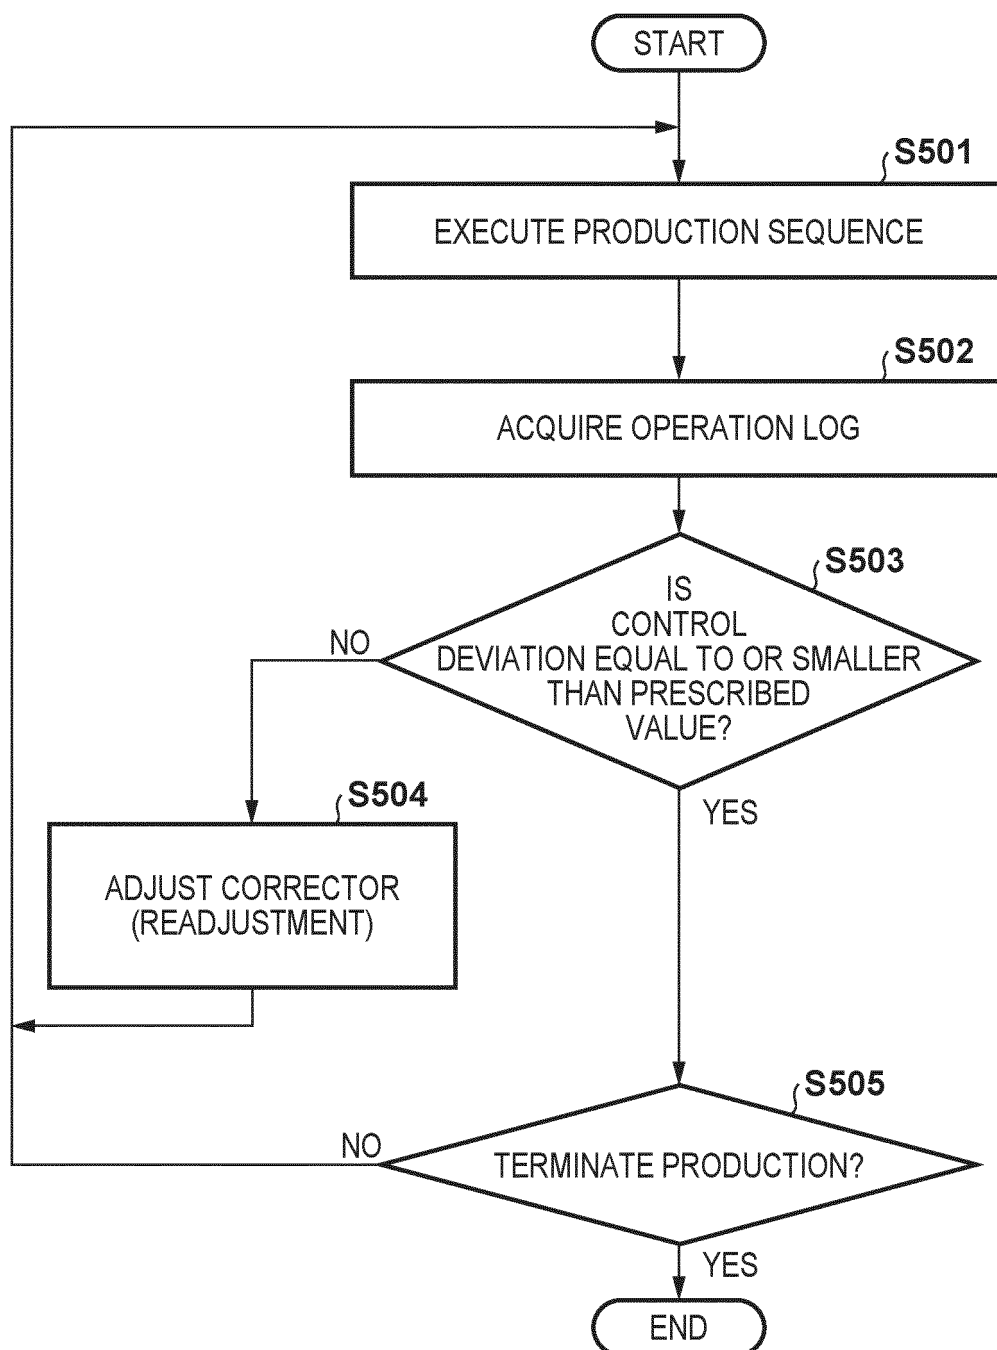 START
S501
EXECUTE PRODUCTION SEQUENCE
S502
ACQUIRE OPERATION LOG
S503
IS
CONTROL
DEVIATION EQUAL TO OR SMALLER
THAN PRESCRIBED
VALUE?
NO
YES
S504
ADJUST CORRECTOR
(READJUSTMENT)
S505
TERMINATE PRODUCTION?
NO
YES
END